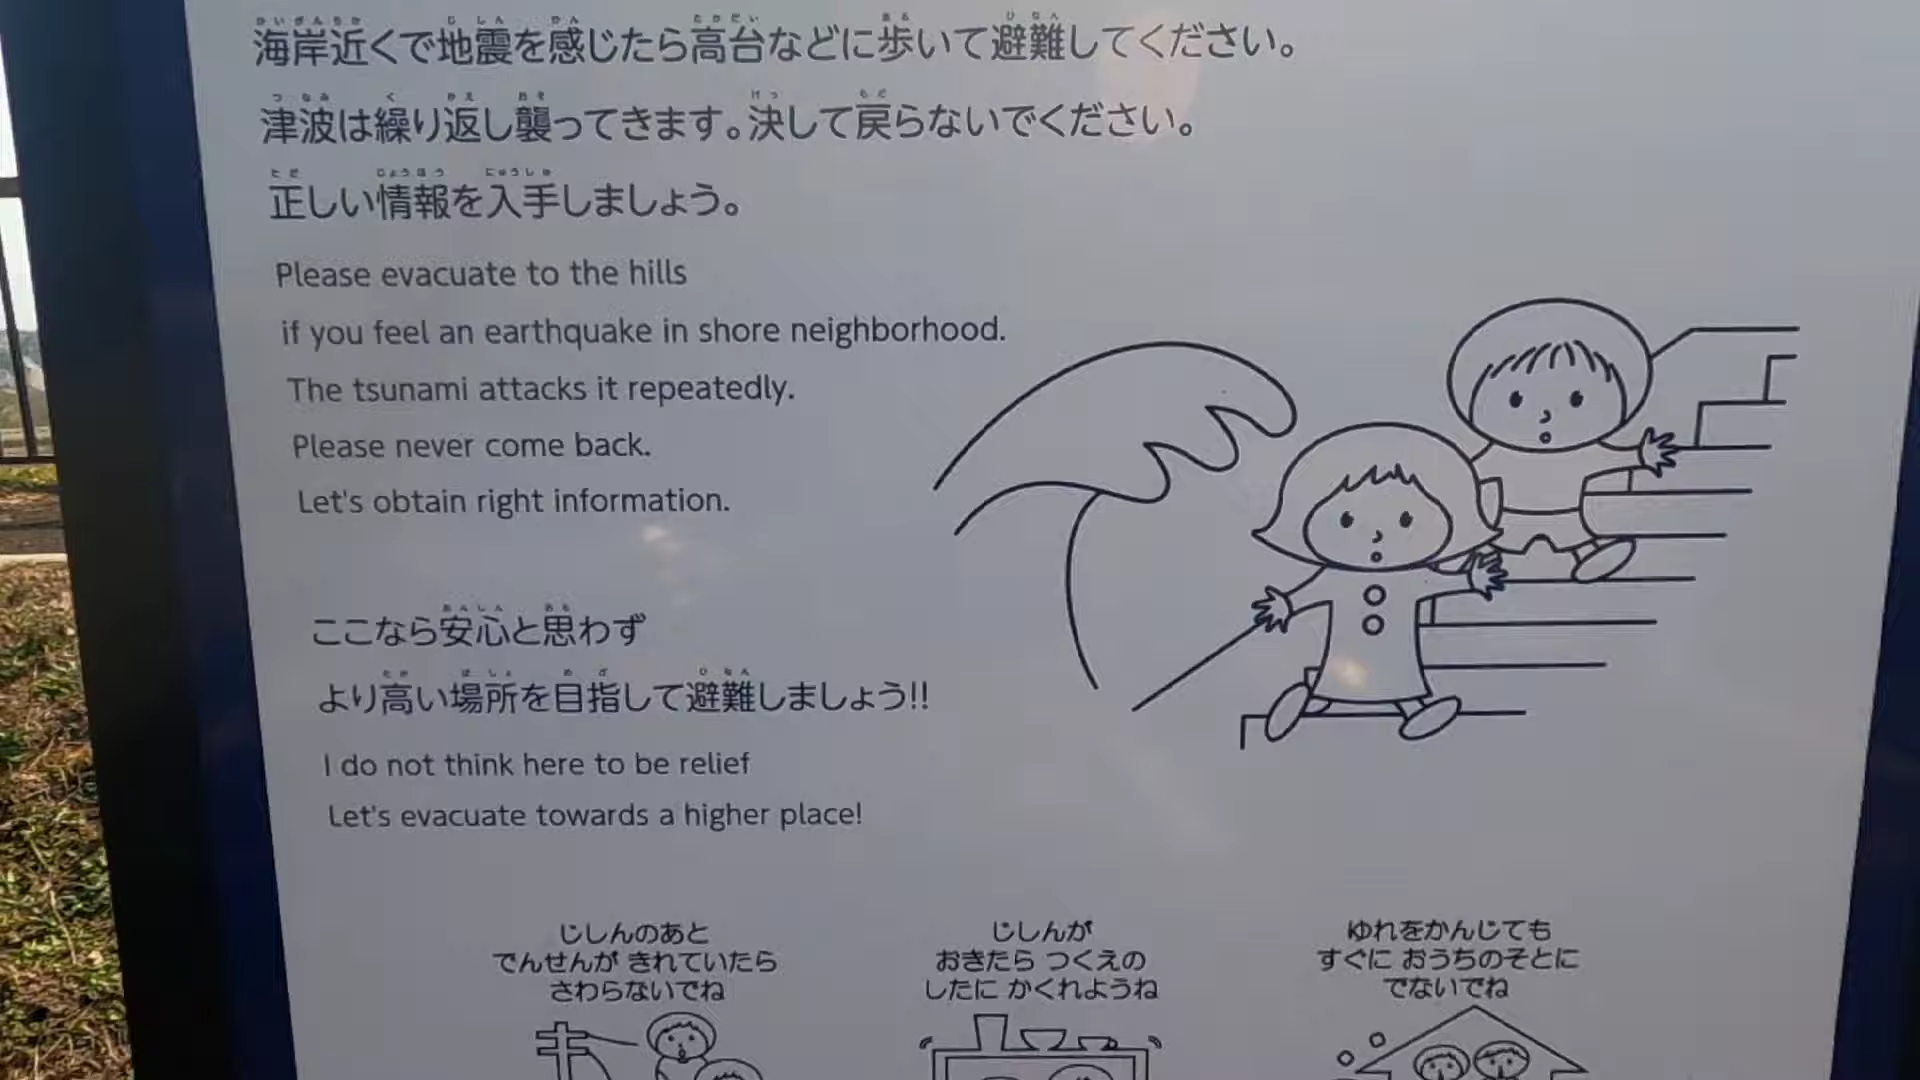 海岸近くで地震を感じたら高台などに歩いて避難してください。
津波は繰り返し襲ってきます。決して戻らないでください。
正しい情報を入手しましょう。
Please evacuate to the hills
if you feel an earthquake in shore neighborhood.
The tsunami attacks it repeatedly.
Please never come back.
Let's obtain right information.
ここなら安心と思わず
より高い場所を目指して避難しましょう!!
I do not think here to be relief
Let's evacuate towards a higher place!
じしんのあと
でんせんが きれていたら
さわらないでね
じしんが
おきたら つくえの
したに かくれようね
ゆれをかんじても
すぐに おうちのそとに
でないでね